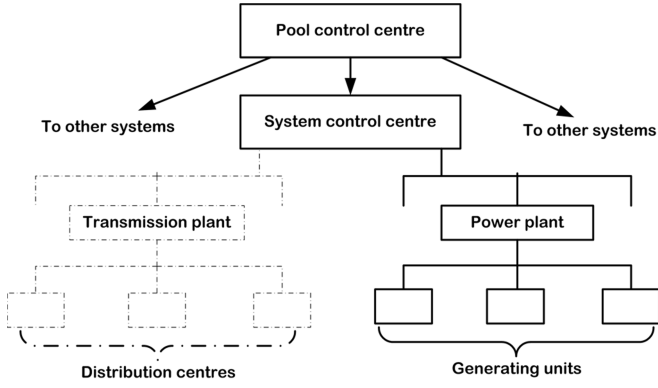 Pool control centre
To other systems
System control centre
To other systems
Transmission plant
Power plant
Distribution centres
Generating units